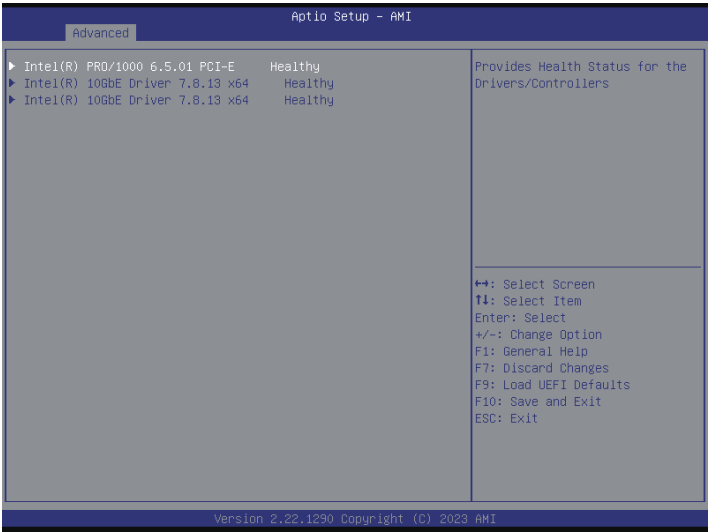 Aptio Setup - AMI
Advanced
Intel(R) PRO/1000 6.5.01 PCI-E Healthy
Intel(R) 10GbE Driver 7.8.13 x64 Healthy
Intel(R) 10GbE Driver 7.8.13 x64 Healthy
Provides Health Status for the
Drivers/Controllers
↔: Select Screen
↑↓: Select Item
Enter: Select
+/-: Change Option
F1: General Help
F7: Discard Changes
F9: Load UEFI Defaults
F10: Save and Exit
ESC: Exit
Version 2.22.1290 Copyright (C) 2023 AMI